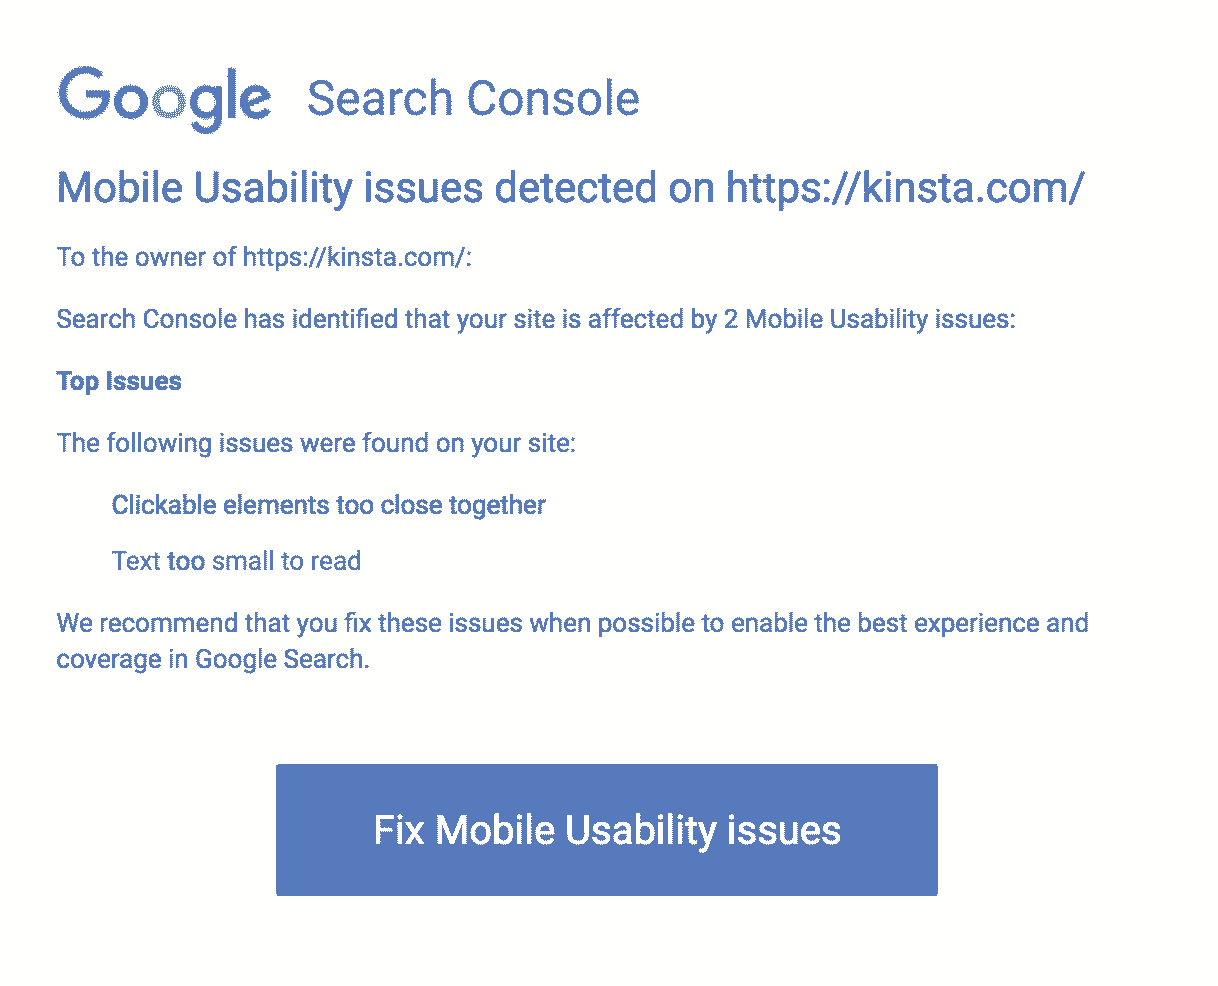 Google Search Console
Mobile Usability issues detected on https://kinsta.com/
To the owner of https://kinsta.com/:
Search Console has identified that your site is affected by 2 Mobile Usability issues:
Top Issues
The following issues were found on your site:
Clickable elements too close together
Text too small to read
We recommend that you fix these issues when possible to enable the best experience and
coverage in Google Search.
Fix Mobile Usability issues